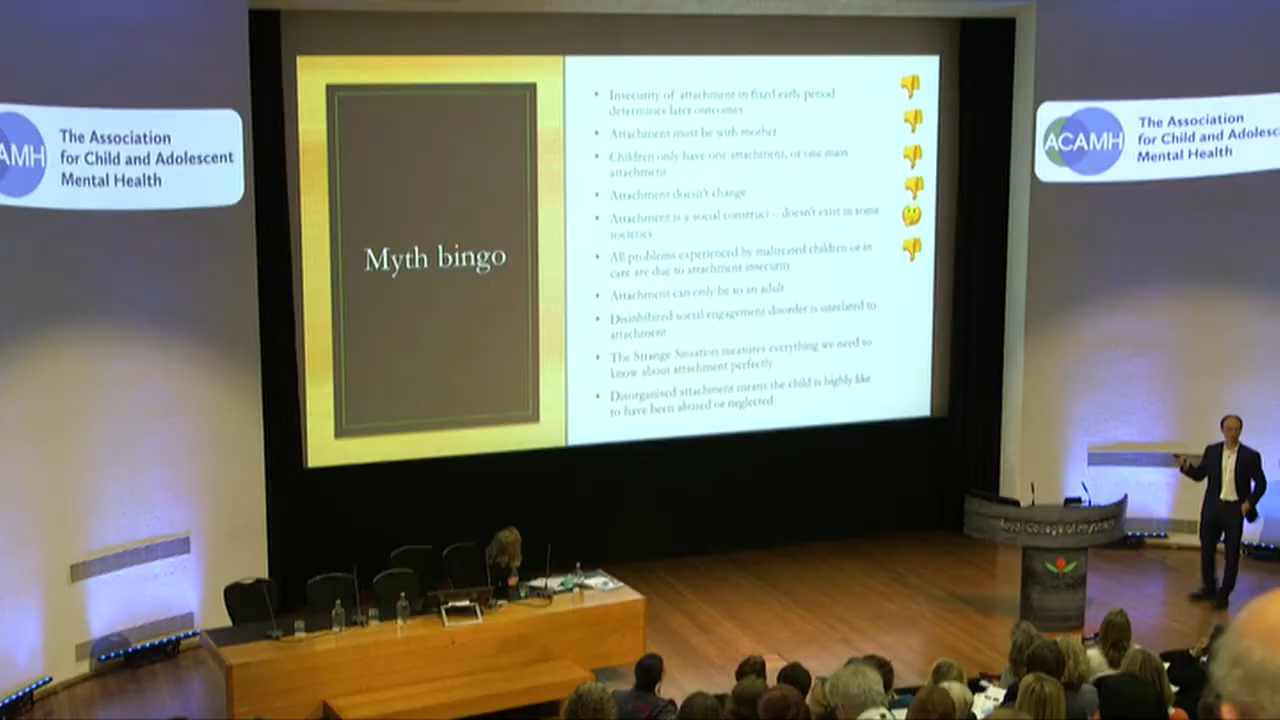 AMH
The Association
for Child and Adolescent
Mental Health
Myth bingo
• Insecurity of attachment in fixed early period
determines later outcomes
• Attachment must be with mother
• Children only have one attachment, or one main
attachment
• Attachment doesn't change
• Attachment is a social construct – doesn't exist in some
societies
• All problems experienced by maltreated children or in
care are due to attachment insecurity
• Attachment can only be to an adult
• Disinhibited social engagement disorder is unrelated to
attachment
• The Strange Situation measures everything we need to
know about attachment perfectly
• Disorganised attachment means the child is highly like
to have been abused or neglected
ACAMH
The Association
for Child and Adolesc
Mental Health
Royal College of Physicians